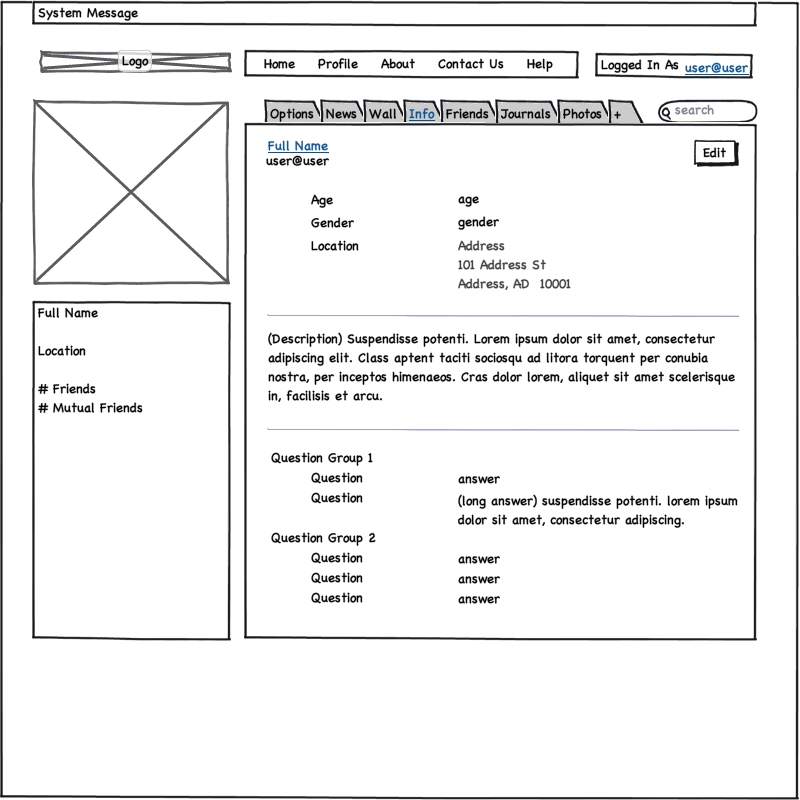 System Message
Logo
Home Profile About Contact Us Help
Logged In As user@user
Options News Wall Info Friends Journals Photos +
search
Full Name
user@user
Edit
Age age
Gender gender
Location Address
101 Address St
Address, AD 10001
Full Name
Location
# Friends
# Mutual Friends
(Description) Suspendisse potenti. Lorem ipsum dolor sit amet, consectetur
adipiscing elit. Class aptent taciti sociosqu ad litora torquent per conubia
nostra, per inceptos himenaeos. Cras dolor lorem, aliquet sit amet scelerisque
in, facilisis et arcu.
Question Group 1
Question answer
Question (long answer) suspendisse potenti. lorem ipsum
dolor sit amet, consectetur adipiscing.
Question Group 2
Question answer
Question answer
Question answer